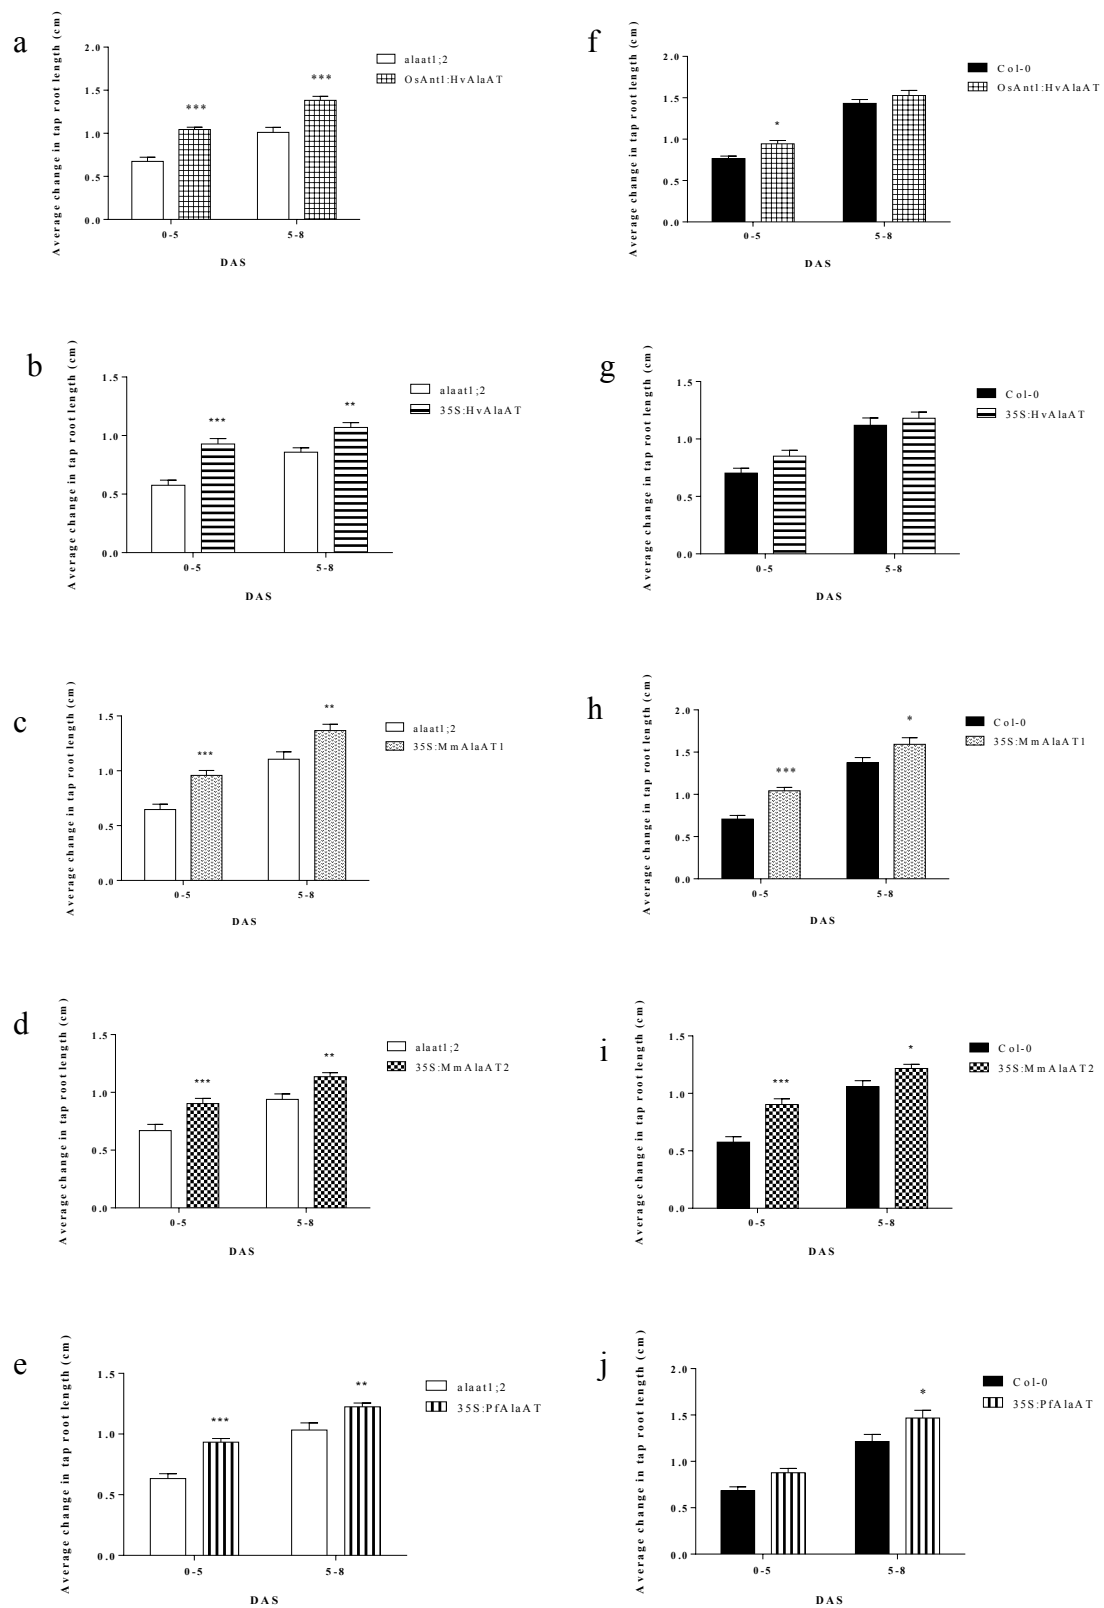 a
Average change in tap root length (cm)
2.0
1.5
1.0
0.5
0.0
***
***
0-5
5-8
DAS
alaat1;2
OsAnt1:HvAlaAT
f
Average change in tap root length (cm)
2.0
1.5
1.0
0.5
0.0
*
0-5
5-8
DAS
Col-0
OsAnt1:HvAlaAT
b
Average change in tap root length (cm)
1.5
1.0
0.5
0.0
***
**
0-5
5-8
DAS
alaat1;2
35S:HvAlaAT
g
Average change in tap root length (cm)
1.5
1.0
0.5
0.0
0-5
5-8
DAS
Col-0
35S:HvAlaAT
c
Average change in tap root length (cm)
1.5
1.0
0.5
0.0
***
**
0-5
5-8
DAS
alaat1;2
35S:MmAlaAT1
h
Average change in tap root length (cm)
2.0
1.5
1.0
0.5
0.0
***
*
0-5
5-8
DAS
Col-0
35S:MmAlaAT1
d
Average change in tap root length (cm)
1.5
1.0
0.5
0.0
***
**
0-5
5-8
DAS
alaat1;2
35S:MmAlaAT2
i
Average change in tap root length (cm)
1.5
1.0
0.5
0.0
***
*
0-5
5-8
DAS
Col-0
35S:MmAlaAT2
e
Average change in tap root length (cm)
1.5
1.0
0.5
0.0
***
**
0-5
5-8
DAS
alaat1;2
35S:PfAlaAT
j
Average change in tap root length (cm)
2.0
1.5
1.0
0.5
0.0
*
0-5
5-8
DAS
Col-0
35S:PfAlaAT